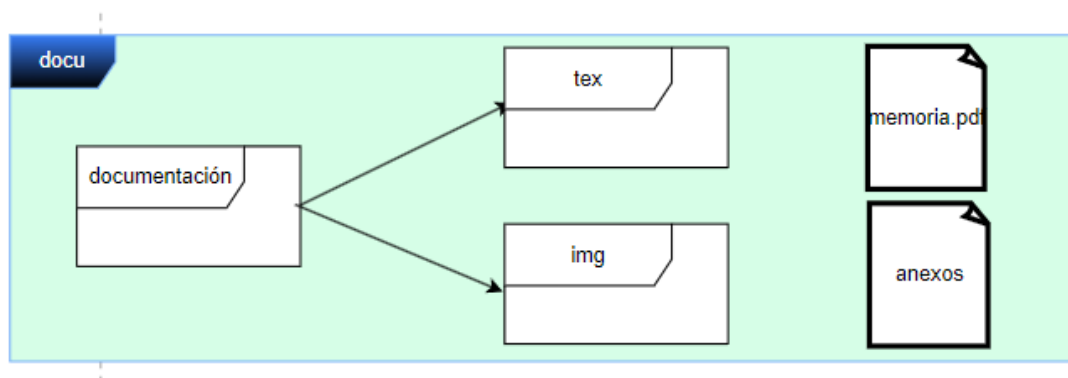 docu
tex
memoria.pdf
documentación
img
anexos